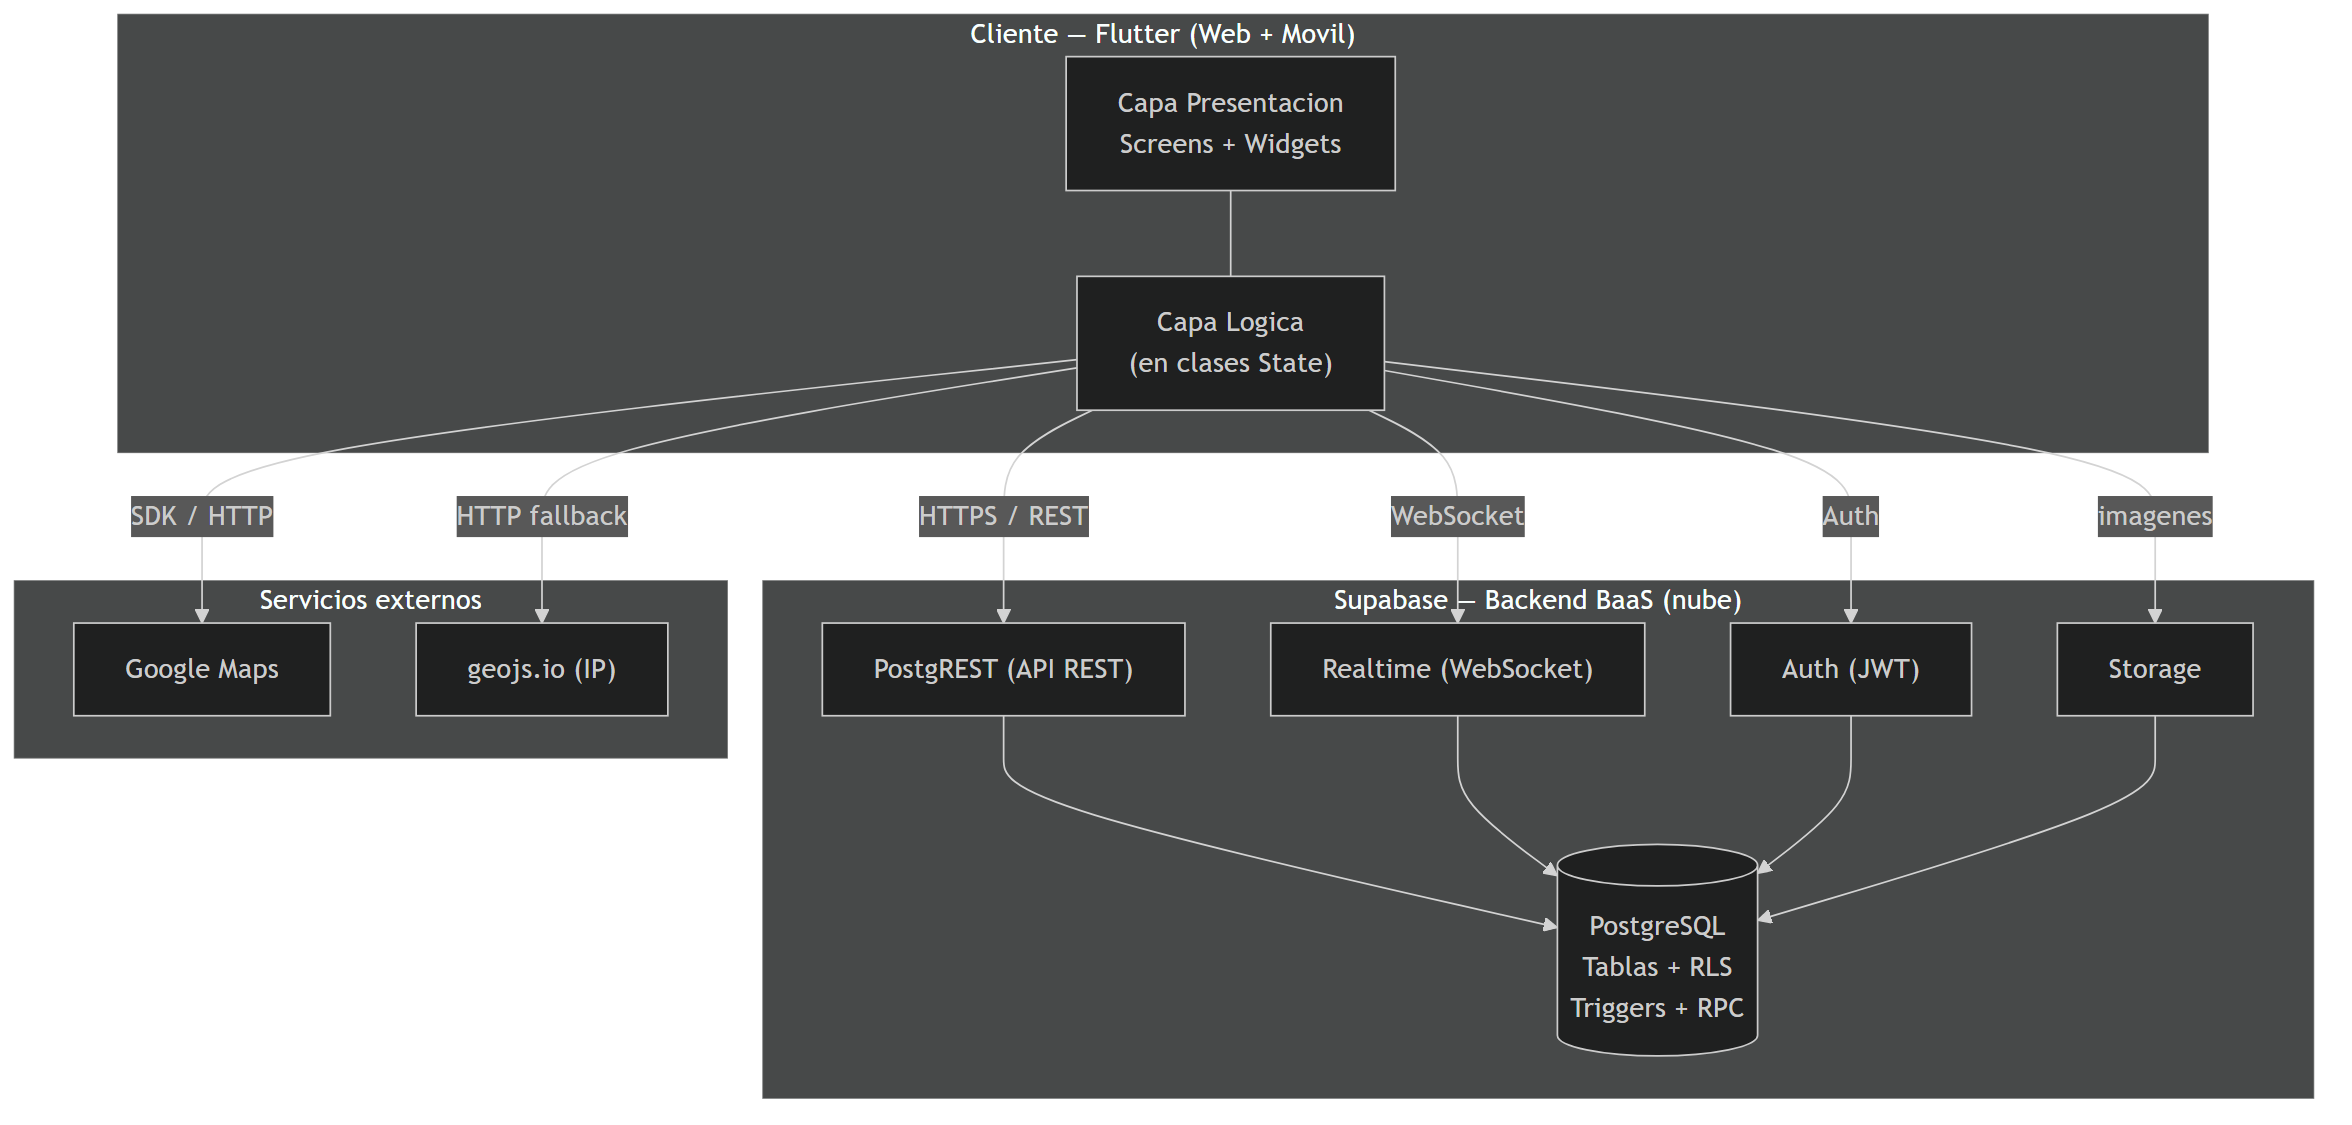 Cliente — Flutter (Web + Movil)
Capa Presentacion
Screens + Widgets
Capa Logica
(en clases State)
SDK / HTTP
HTTP fallback
HTTPS / REST
WebSocket
Auth
imagenes
Servicios externos
Google Maps
geojs.io (IP)
Supabase — Backend BaaS (nube)
PostgREST (API REST)
Realtime (WebSocket)
Auth (JWT)
Storage
PostgreSQL
Tablas + RLS
Triggers + RPC